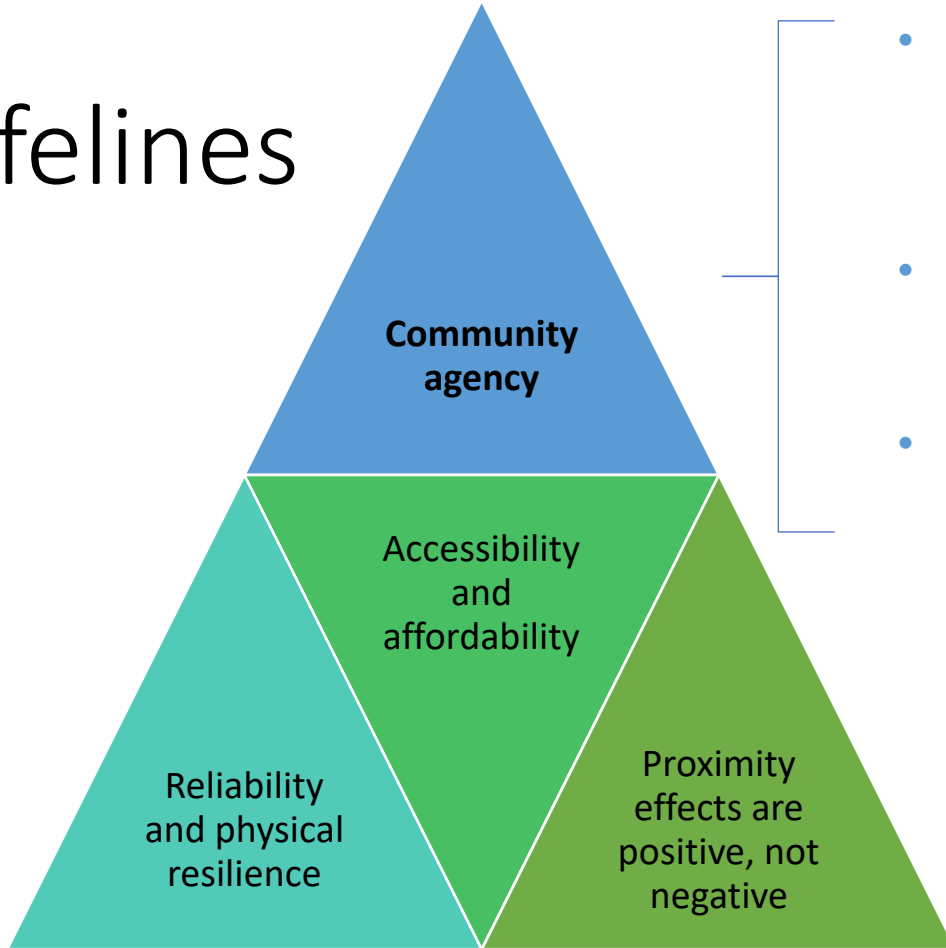 felines
Community
agency
Accessibility
and
affordability
Reliability
and physical
resilience
Proximity
effects are
positive, not
negative